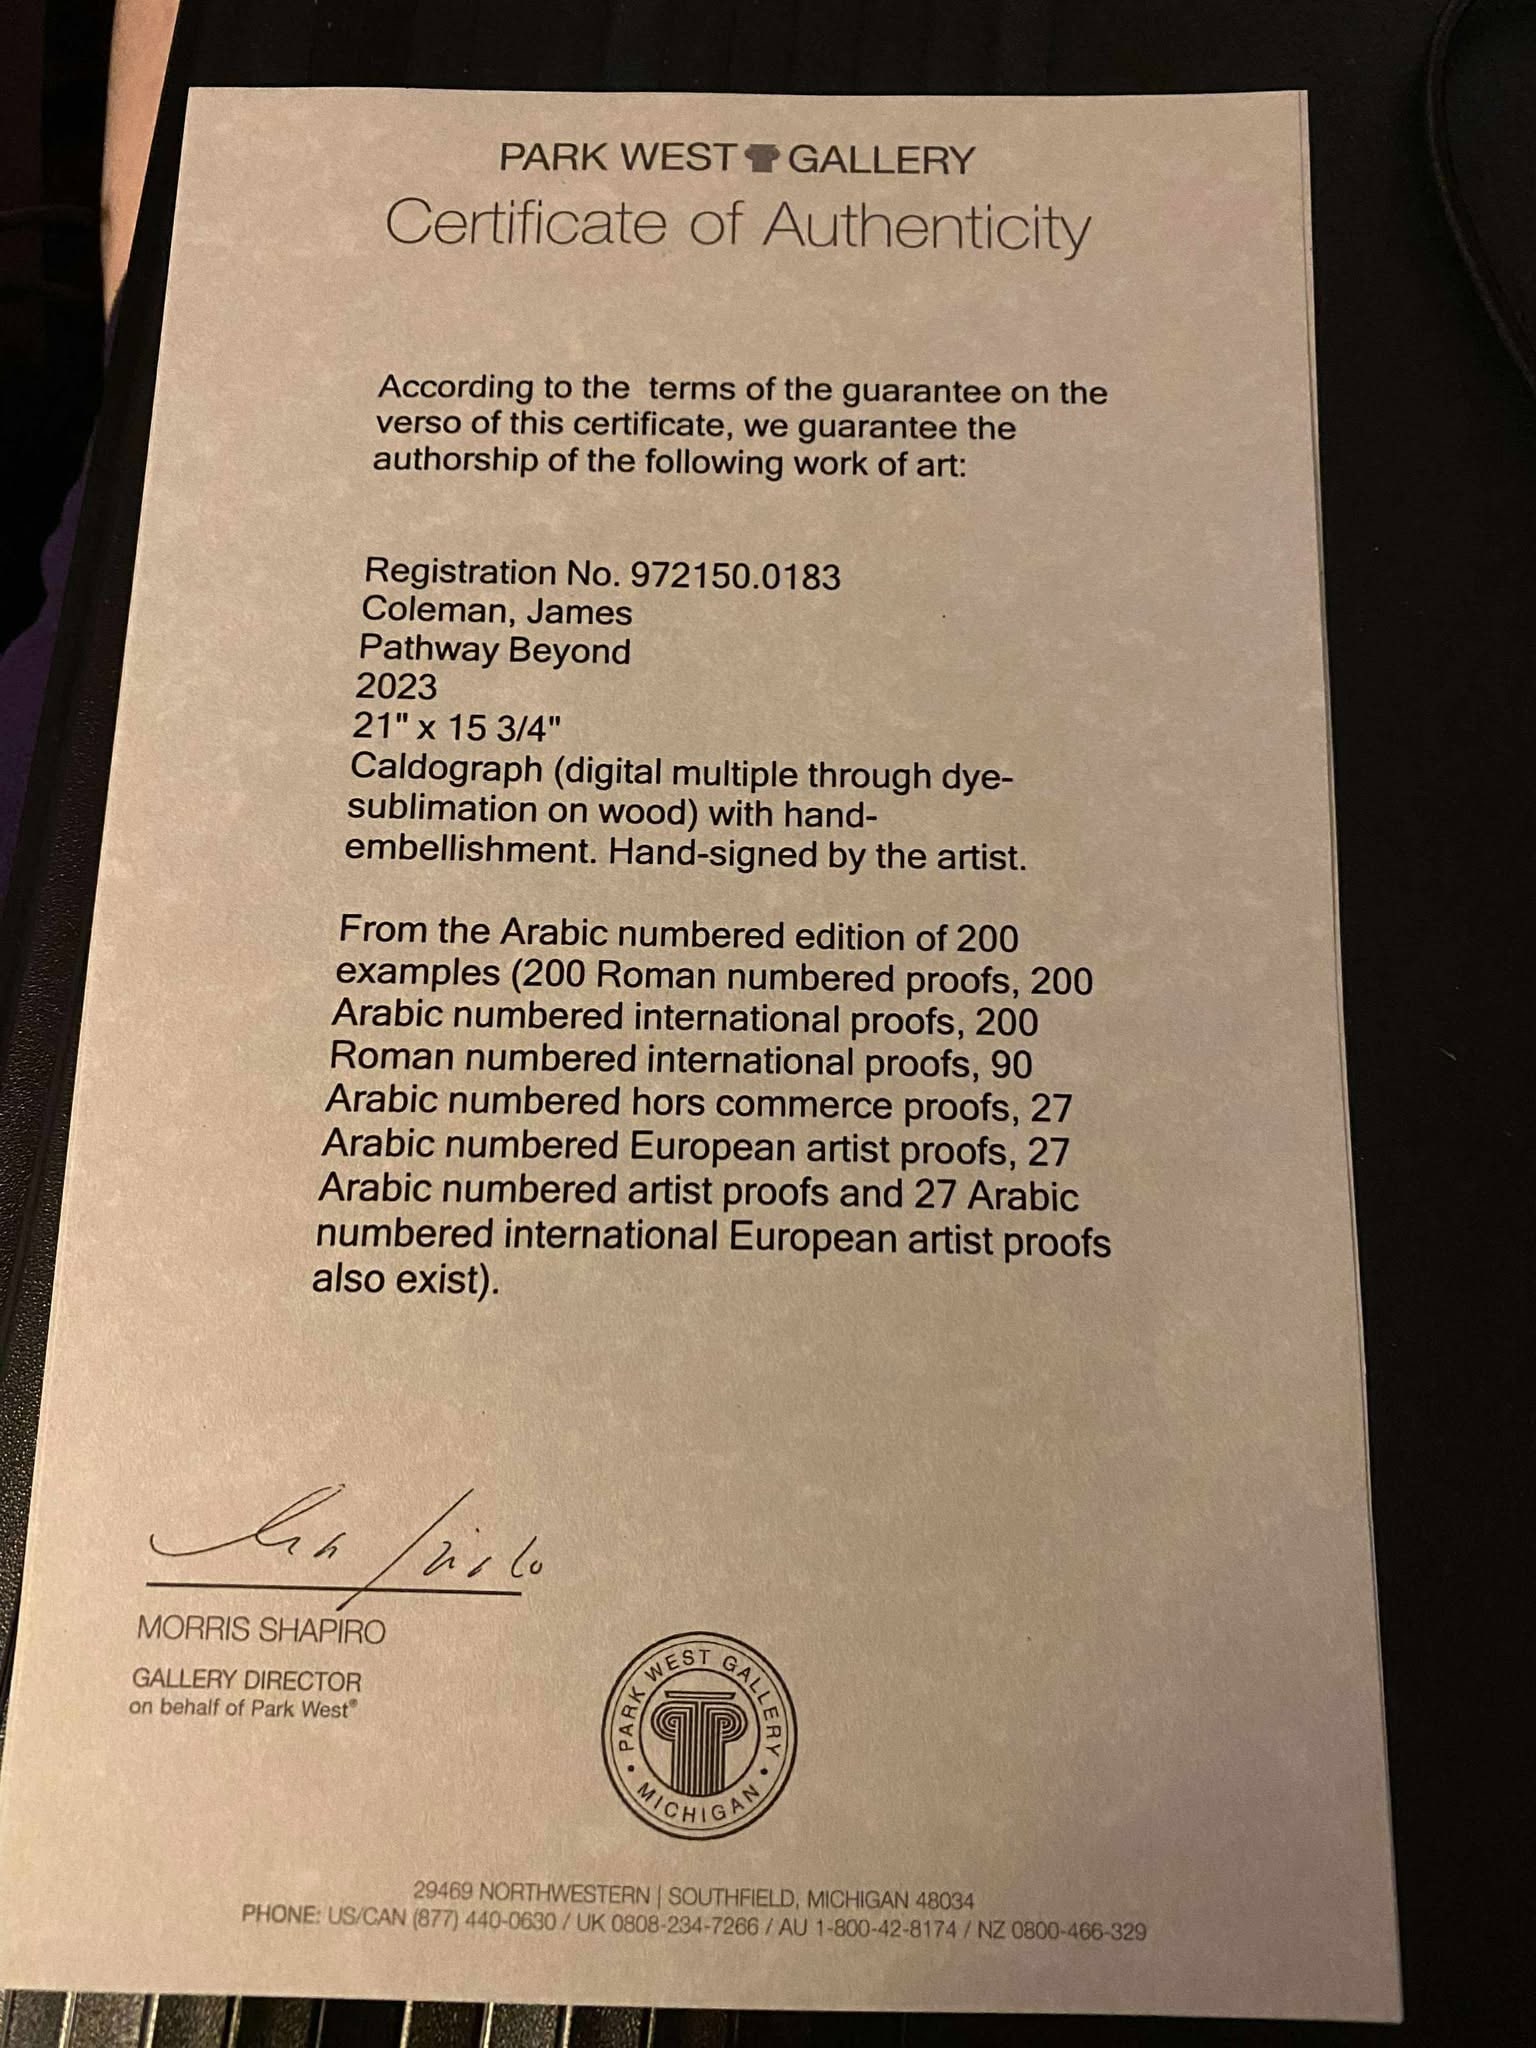 PARK WEST GALLERY
Certificate of Authenticity
According to the terms of the guarantee on the
verso of this certificate, we guarantee the
authorship of the following work of art:
Registration No. 972150.0183
Coleman, James
Pathway Beyond
2023
21" x 15 3/4"
Caldograph (digital multiple through dye-
sublimation on wood) with hand-
embellishment. Hand-signed by the artist.
From the Arabic numbered edition of 200
examples (200 Roman numbered proofs, 200
Arabic numbered international proofs, 200
Roman numbered international proofs, 90
Arabic numbered hors commerce proofs, 27
Arabic numbered European artist proofs, 27
Arabic numbered artist proofs and 27 Arabic
numbered international European artist proofs
also exist).
MORRIS SHAPIRO
GALLERY DIRECTOR
on behalf of Park West®
PARK WEST GALLERY
• MICHIGAN •
29469 NORTHWESTERN | SOUTHFIELD, MICHIGAN 48034
PHONE: US/CAN (877) 440-0630 / UK 0808-234-7266 / AU 1-800-42-8174 / NZ 0800-466-329